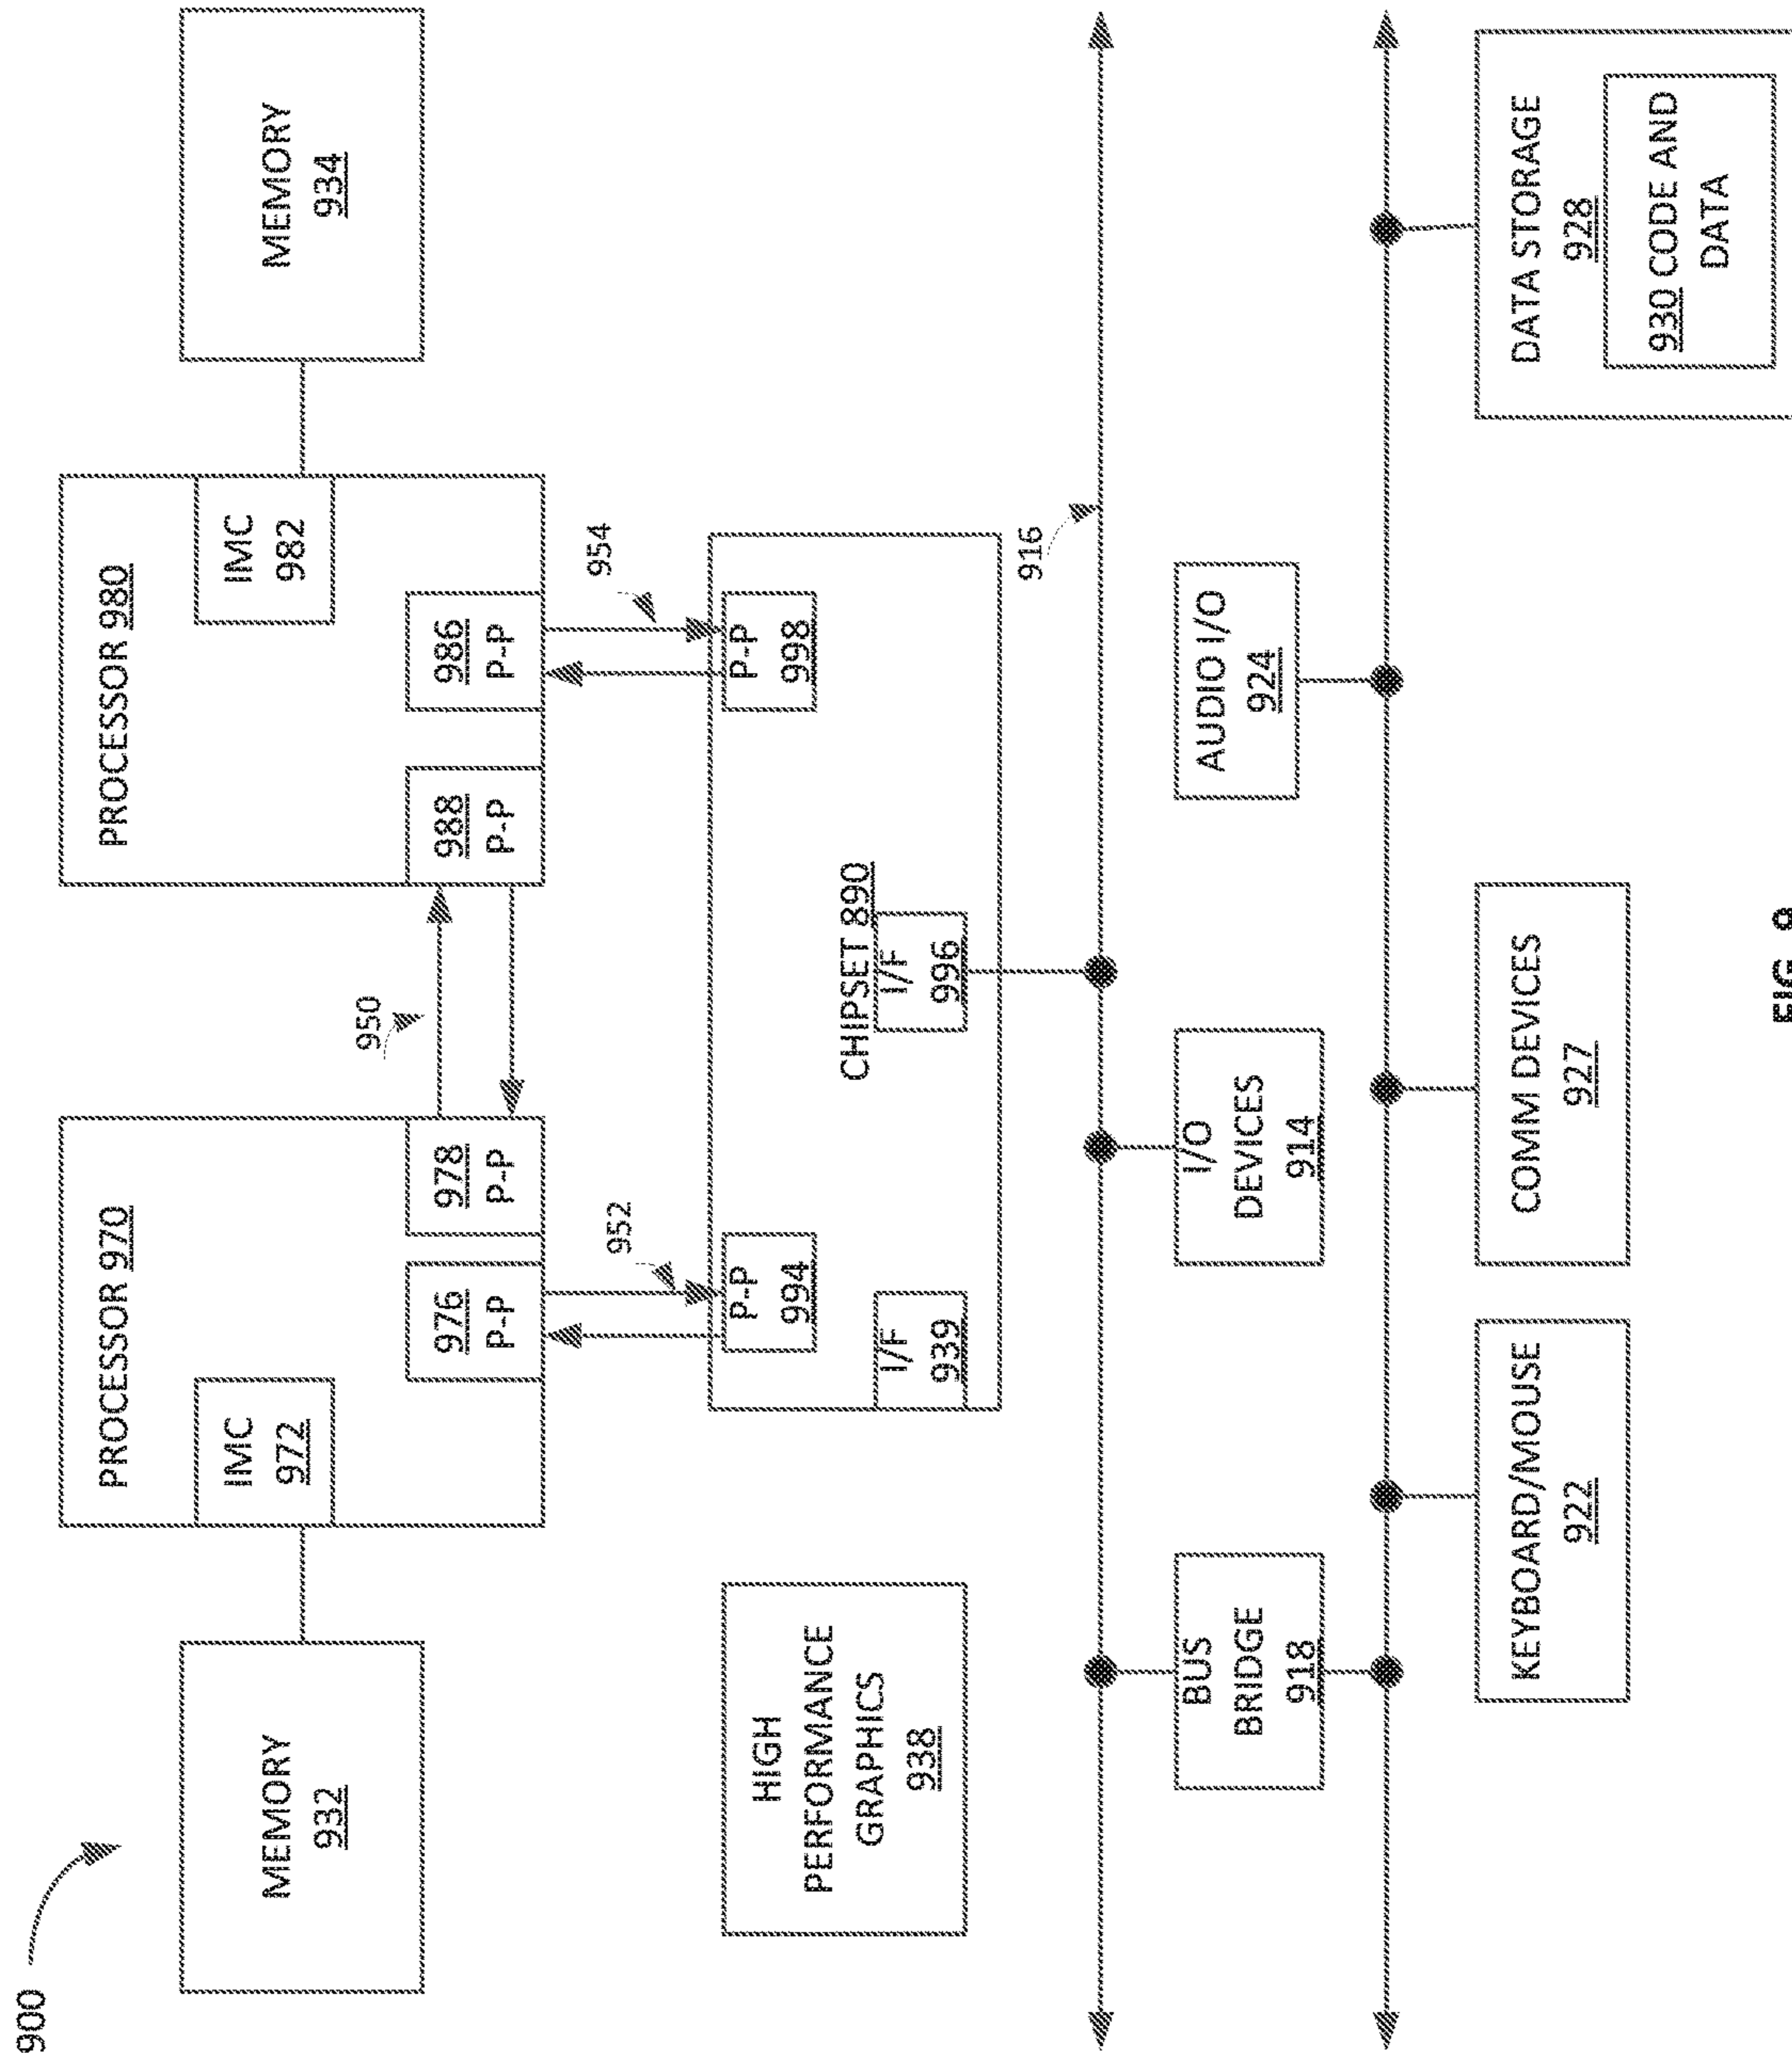 900
PROCESSOR 970
PROCESSOR 980
MEMORY
932
IMC
972
IMC
982
MEMORY
934
950
976
P-P
978
P-P
988
P-P
986
P-P
952
954
HIGH
PERFORMANCE
GRAPHICS
938
P-P
994
P-P
998
CHIPSET 890
I/F
939
I/F
996
916
BUS
BRIDGE
918
I/O
DEVICES
914
AUDIO I/O
924
KEYBOARD/MOUSE
922
COMM DEVICES
927
DATA STORAGE
928
930 CODE AND
DATA
FIG.